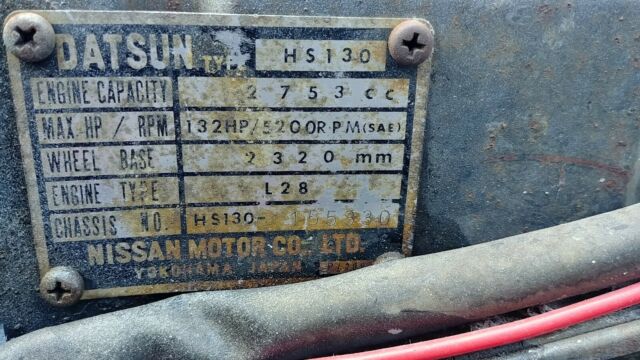 DATSUN TYPE HS130
ENGINE CAPACITY 2753 cc
MAX. HP / RPM 132HP/5200RPM(SAE)
WHEEL BASE 2320 mm
ENGINE TYPE L28
CHASSIS NO. HS130-155330
NISSAN MOTOR CO., LTD.
YOKOHAMA JAPAN